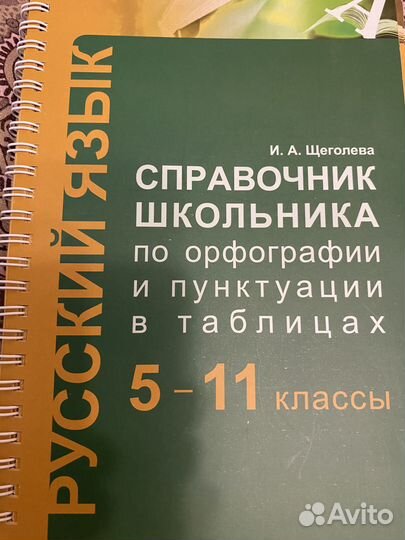 РУССКИЙ ЯЗЫК
И. А. Щеголева
СПРАВОЧНИК
ШКОЛЬНИКА
по орфографии
и пунктуации
в таблицах
5 – 11 классы
Avito